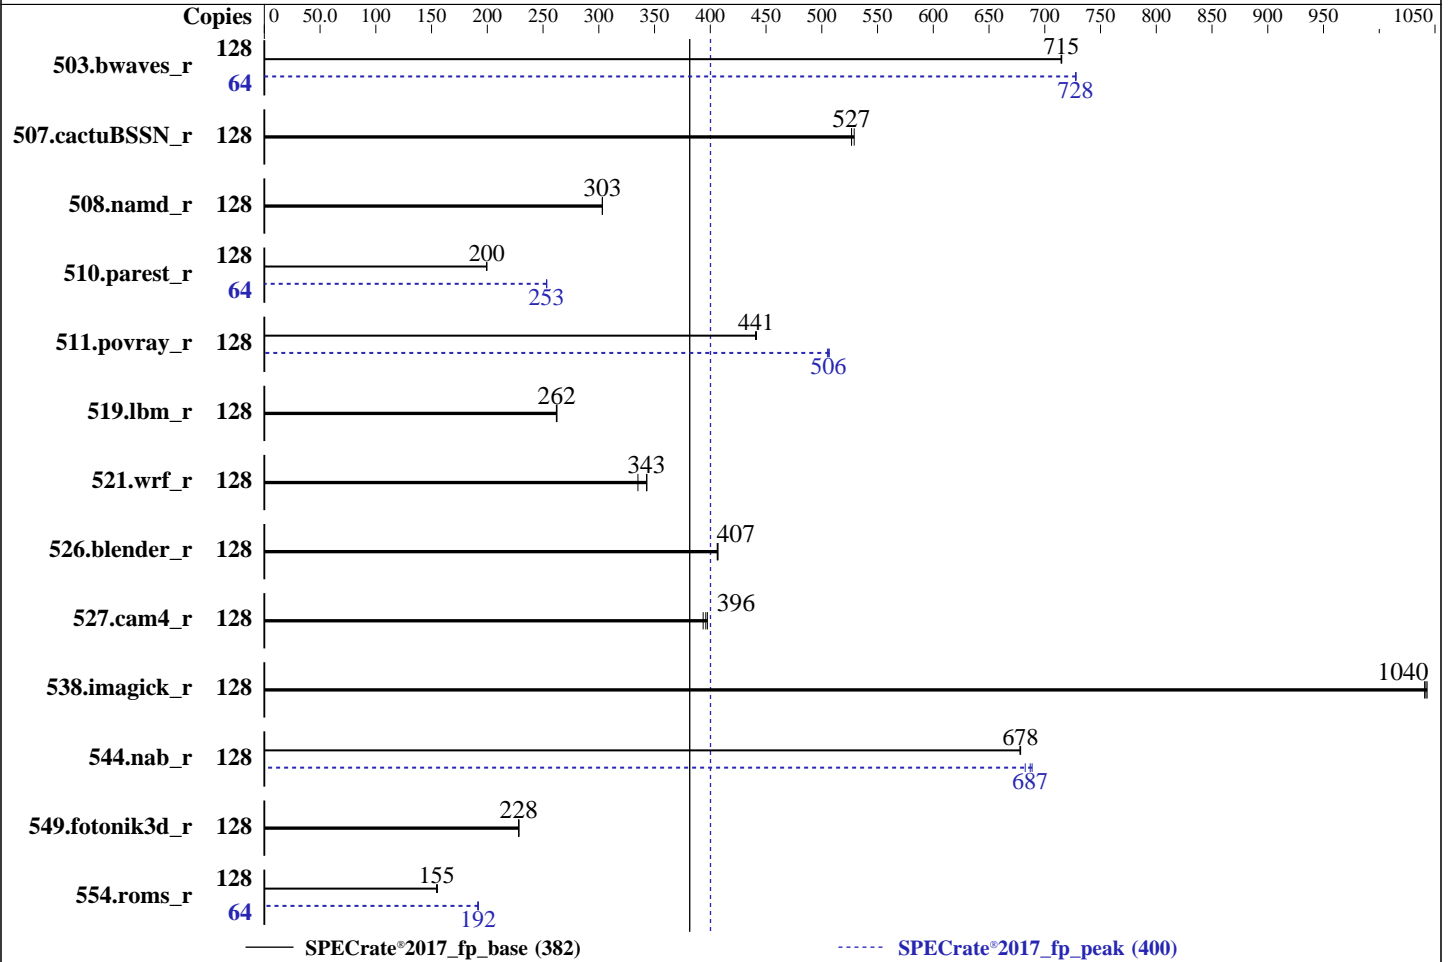 Copies 0 50.0 100 150 200 250 300 350 400 450 500 550 600 650 700 750 800 850 900 950 1050
503.bwaves_r 128 715
64 728
507.cactuBSSN_r 128 527
508.namd_r 128 303
510.parest_r 128 200
64 253
511.povray_r 128 441
506
519.lbm_r 128 262
521.wrf_r 128 343
526.blender_r 128 407
527.cam4_r 128 396
538.imagick_r 128 1040
544.nab_r 128 678
687
549.fotonik3d_r 128 228
554.roms_r 128 155
64 192
SPECrate®2017_fp_base (382) SPECrate®2017_fp_peak (400)